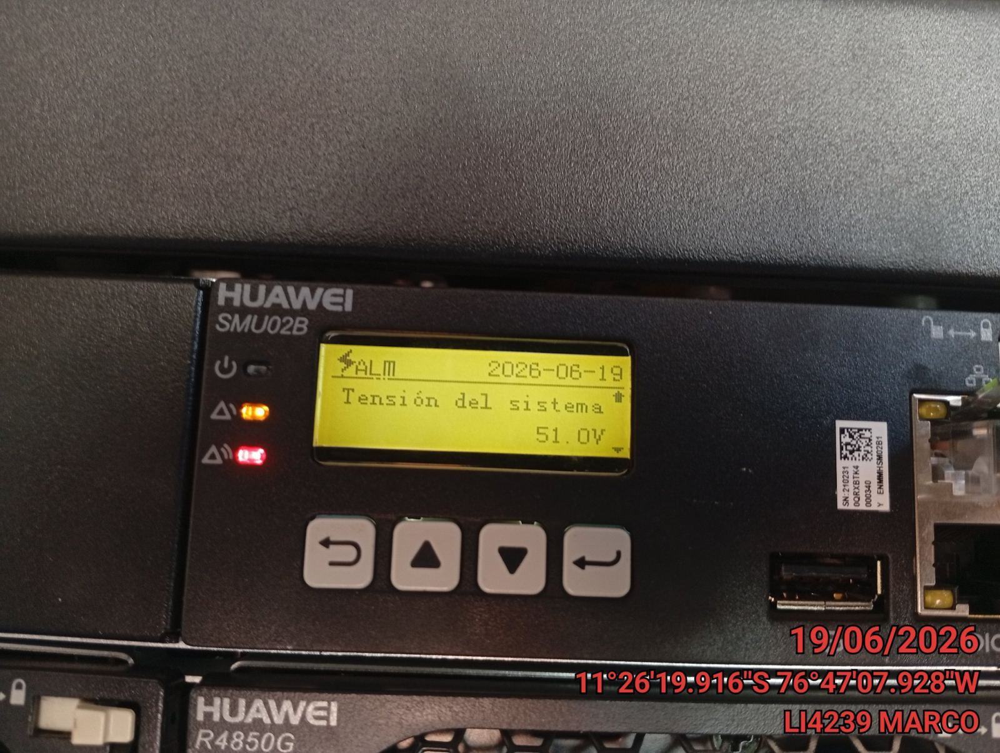 HUAWEI
SMU02B
ALM 2026-06-19
Tensión del sistema
51.0V
SN:210231
0QRXBTK4
000340
Y ENMMHSM02B1
19/06/2026
11°26'19.916"S 76°47'07.928"W
LI4239 MARCO
HUAWEI
R4850G